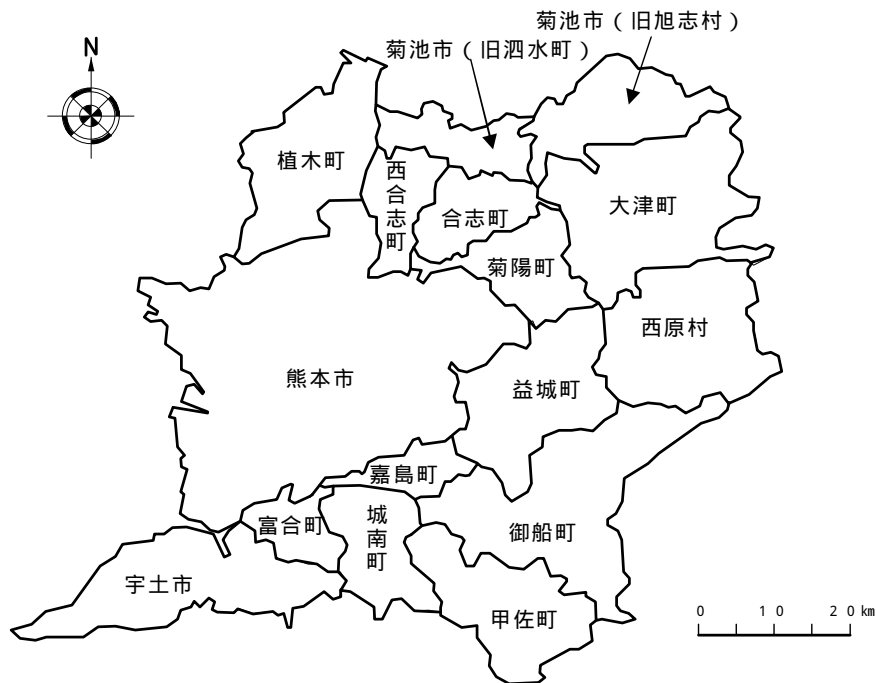 菊池市（旧旭志村）
菊池市（旧泗水町）
N
植木町
西合志町
合志町
大津町
菊陽町
西原村
熊本市
益城町
嘉島町
富合町
城南町
御船町
宇土市
甲佐町
0 10 20km